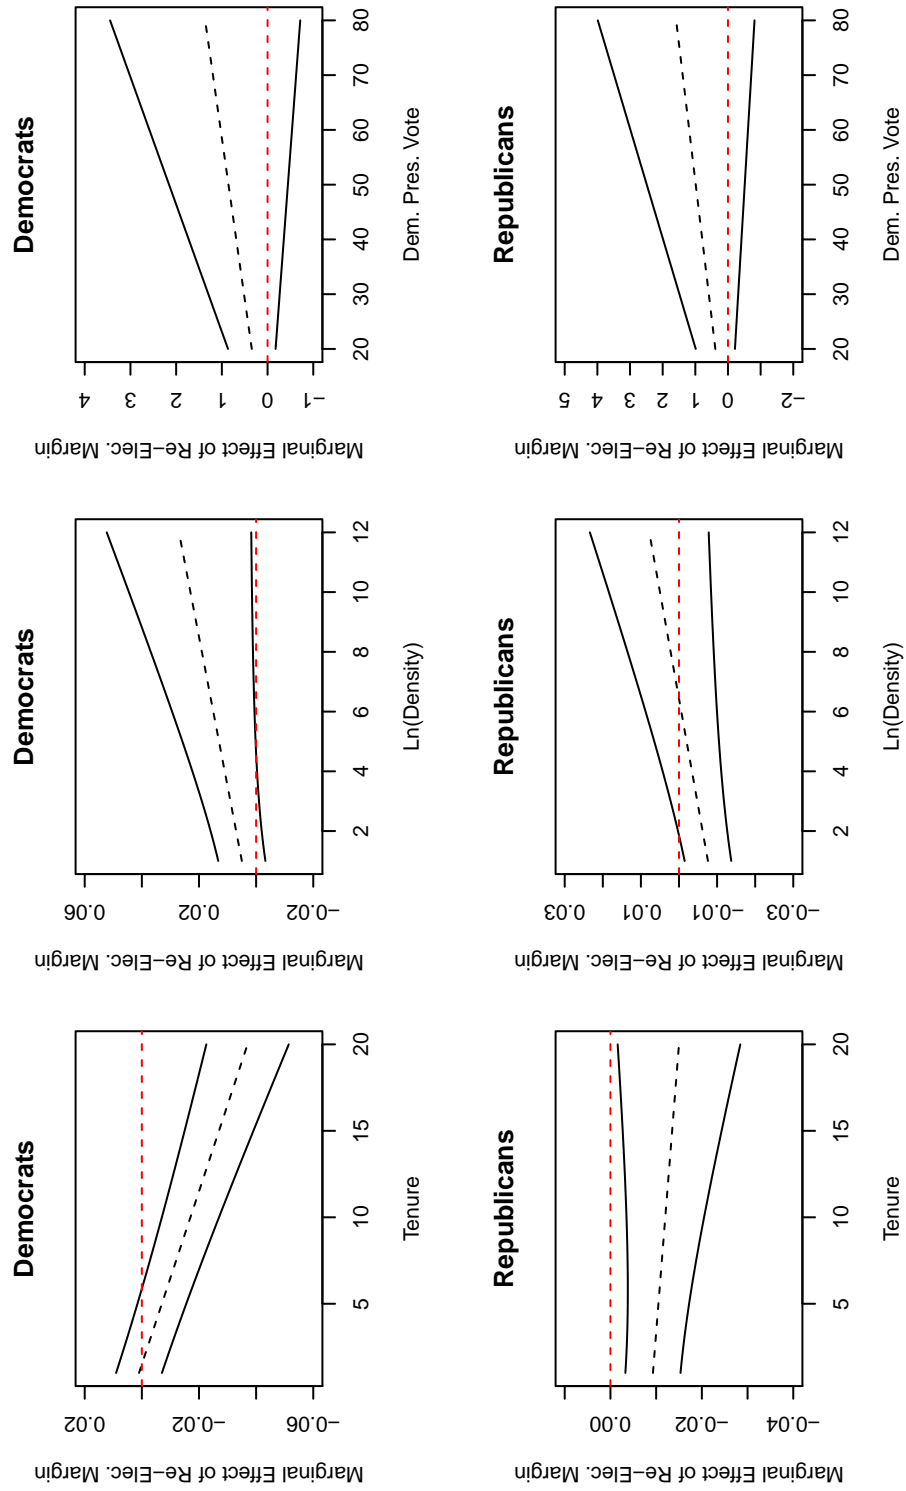 Democrats
Marginal Effect of Re−Elec. Margin
0.02
−0.02
−0.06
5 10 15 20
Tenure
Democrats
Marginal Effect of Re−Elec. Margin
0.06
0.02
−0.02
2 4 6 8 10 12
Ln(Density)
Democrats
Marginal Effect of Re−Elec. Margin
4
3
2
1
0
−1
20 30 40 50 60 70 80
Dem. Pres. Vote
Republicans
Marginal Effect of Re−Elec. Margin
0.00
−0.02
−0.04
5 10 15 20
Tenure
Republicans
Marginal Effect of Re−Elec. Margin
0.03
0.01
−0.01
−0.03
2 4 6 8 10 12
Ln(Density)
Republicans
Marginal Effect of Re−Elec. Margin
5
4
3
2
1
0
−2
20 30 40 50 60 70 80
Dem. Pres. Vote